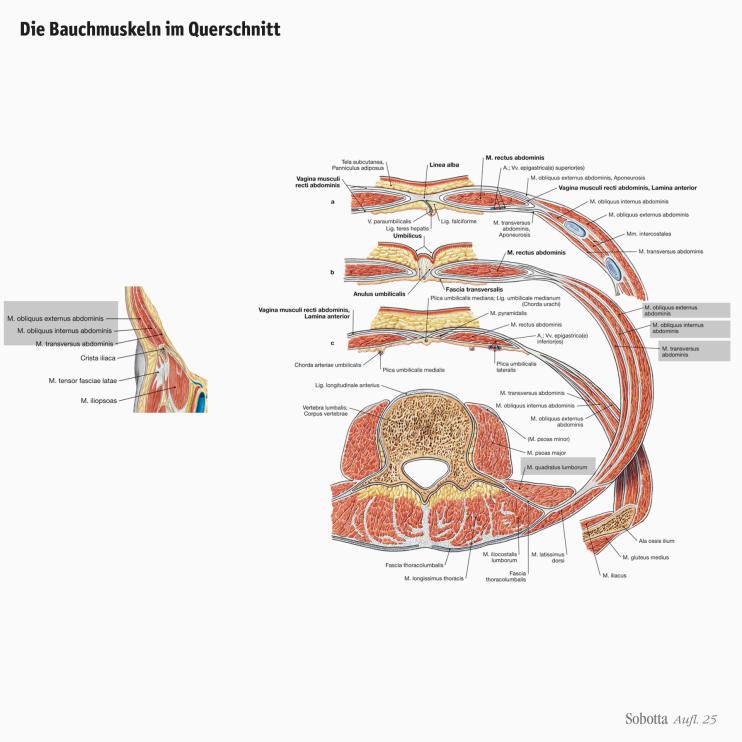 Die Bauchmuskeln im Querschnitt
Tela subcutanea,
Panniculus adiposus
Linea alba
M. rectus abdominis
A.; Vv. epigastrica(e) superior(es)
M. obliquus externus abdominis, Aponeurosis
Vagina musculi
recti abdominis
Vagina musculi recti abdominis, Lamina anterior
a
M. obliquus internus abdominis
M. obliquus externus abdominis
V. paraumbilicalis
Lig. falciforme
Lig. teres hepatis
M. transversus
abdominis,
Aponeurosis
Mm. intercostales
M. transversus abdominis
Umbilicus
M. rectus abdominis
b
Anulus umbilicalis
Fascia transversalis
Plica umbilicalis mediana; Lig. umbilicale medianum
(Chorda urachi)
Vagina musculi recti abdominis,
Lamina anterior
M. pyramidalis
M. rectus abdominis
c
A.; Vv. epigastrica(e)
inferior(es)
Chorda arteriae umbilicalis
Plica umbilicalis medialis
Plica umbilicalis
lateralis
M. obliquus externus
abdominis
M. obliquus internus
abdominis
M. transversus
abdominis
M. obliquus externus abdominis
M. obliquus internus abdominis
M. transversus abdominis
Crista iliaca
M. tensor fasciae latae
M. iliopsoas
Lig. longitudinale anterius
Vertebra lumbalis;
Corpus vertebrae
M. transversus abdominis
M. obliquus internus abdominis
M. obliquus externus
abdominis
(M. psoas minor)
M. psoas major
M. quadratus lumborum
Fascia thoracolumbalis
M. longissimus thoracis
M. iliocostalis
lumborum
Fascia
thoracolumbalis
M. latissimus
dorsi
Ala ossis ilium
M. gluteus medius
M. iliacus
Sobotta Aufl. 25